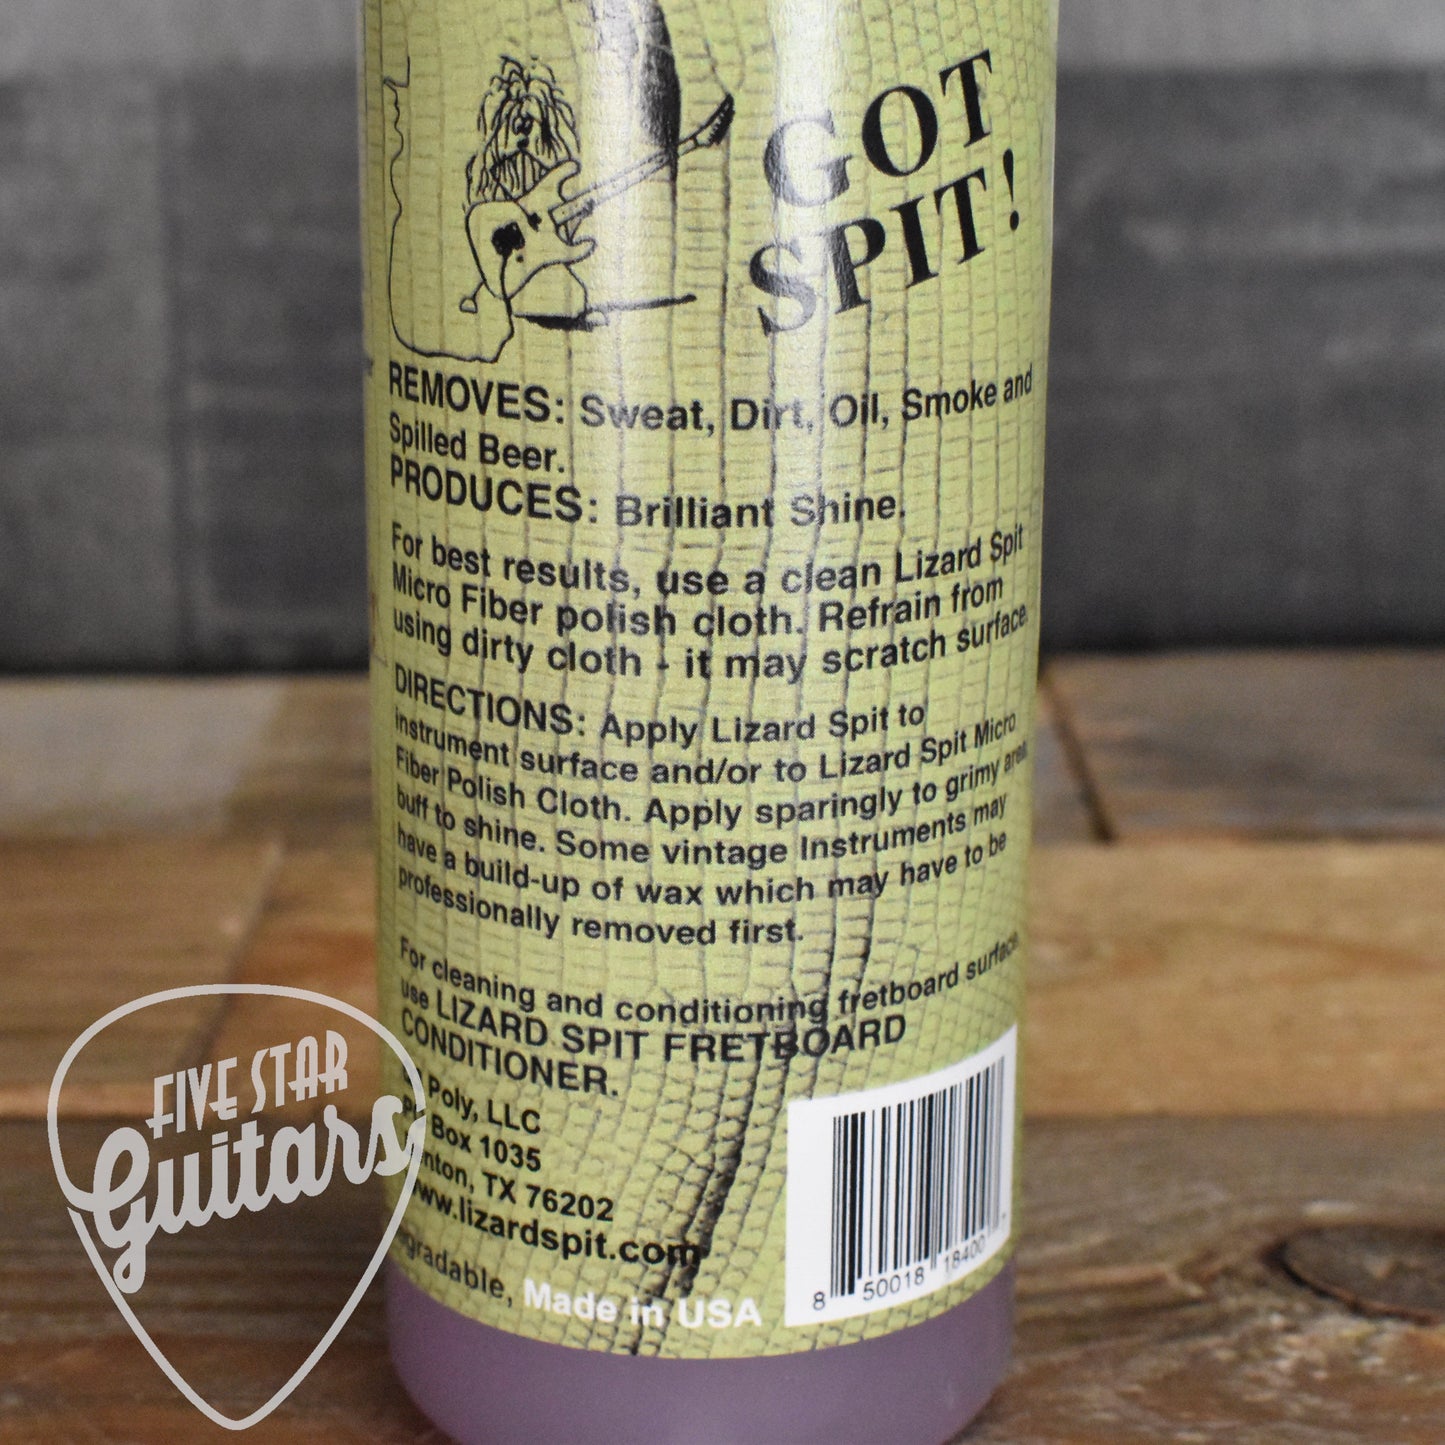 GOT
SPIT!
REMOVES: Sweat, Dirt, Oil, Smoke and
Spilled Beer.
PRODUCES: Brilliant Shine.
For best results, use a clean Lizard Spit
Micro Fiber polish cloth. Refrain from
using dirty cloth - it may scratch surface.
DIRECTIONS: Apply Lizard Spit to
instrument surface and/or to Lizard Spit Micro
Fiber Polish Cloth. Apply sparingly to grimy area,
buff to shine. Some vintage Instruments may
have a build-up of wax which may have to be
professionally removed first.
For cleaning and conditioning fretboard surface,
use LIZARD SPIT FRETBOARD
CONDITIONER.
Poly, LLC
Box 1035
TX 76202
www.lizardspit.com
Made in USA
8 50018 18400 7
FIVE STAR
Guitars